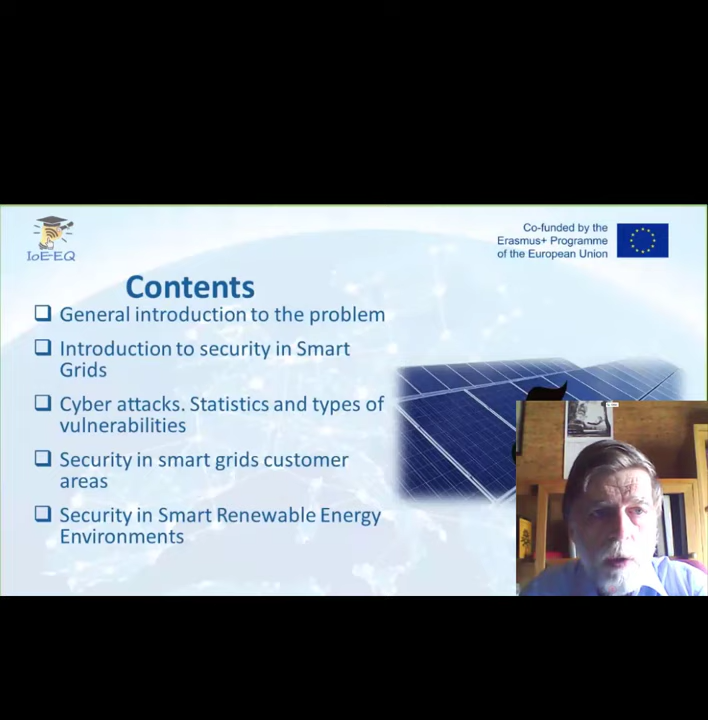 IoE-EQ
Co-funded by the
Erasmus+ Programme
of the European Union
Contents
❑ General introduction to the problem
❑ Introduction to security in Smart
Grids
❑ Cyber attacks. Statistics and types of
vulnerabilities
❑ Security in smart grids customer
areas
❑ Security in Smart Renewable Energy
Environments